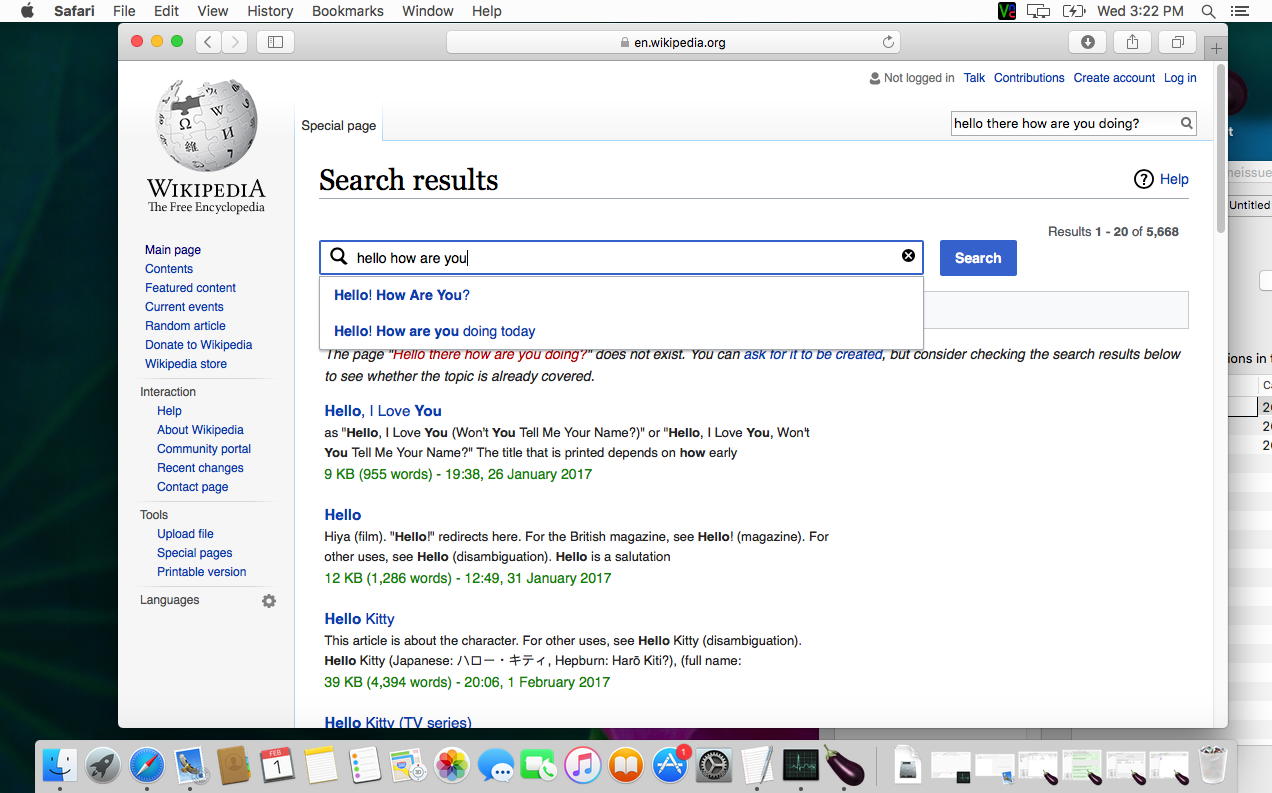 Safari File Edit View History Bookmarks Window Help Wed 3:22 PM
en.wikipedia.org
Not logged in Talk Contributions Create account Log in
WIKIPEDIA
The Free Encyclopedia
Special page
hello there how are you doing?
Search results
Help
Results 1 - 20 of 5,668
hello how are you
Search
Hello! How Are You?
Hello! How are you doing today
The page "Hello there how are you doing?" does not exist. You can ask for it to be created, but consider checking the search results below
to see whether the topic is already covered.
Hello, I Love You
as "Hello, I Love You (Won't You Tell Me Your Name?)" or "Hello, I Love You, Won't
You Tell Me Your Name?" The title that is printed depends on how early
9 KB (955 words) - 19:38, 26 January 2017
Hello
Hiya (film). "Hello!" redirects here. For the British magazine, see Hello! (magazine). For
other uses, see Hello (disambiguation). Hello is a salutation
12 KB (1,286 words) - 12:49, 31 January 2017
Hello Kitty
This article is about the character. For other uses, see Hello Kitty (disambiguation).
Hello Kitty (Japanese: ハロー・キティ, Hepburn: Harō Kiti?), (full name:
39 KB (4,394 words) - 20:06, 1 February 2017
Hello Kitty (TV series)
Main page
Contents
Featured content
Current events
Random article
Donate to Wikipedia
Wikipedia store
Interaction
Help
About Wikipedia
Community portal
Recent changes
Contact page
Tools
Upload file
Special pages
Printable version
Languages
Untitled
FEB
1
1